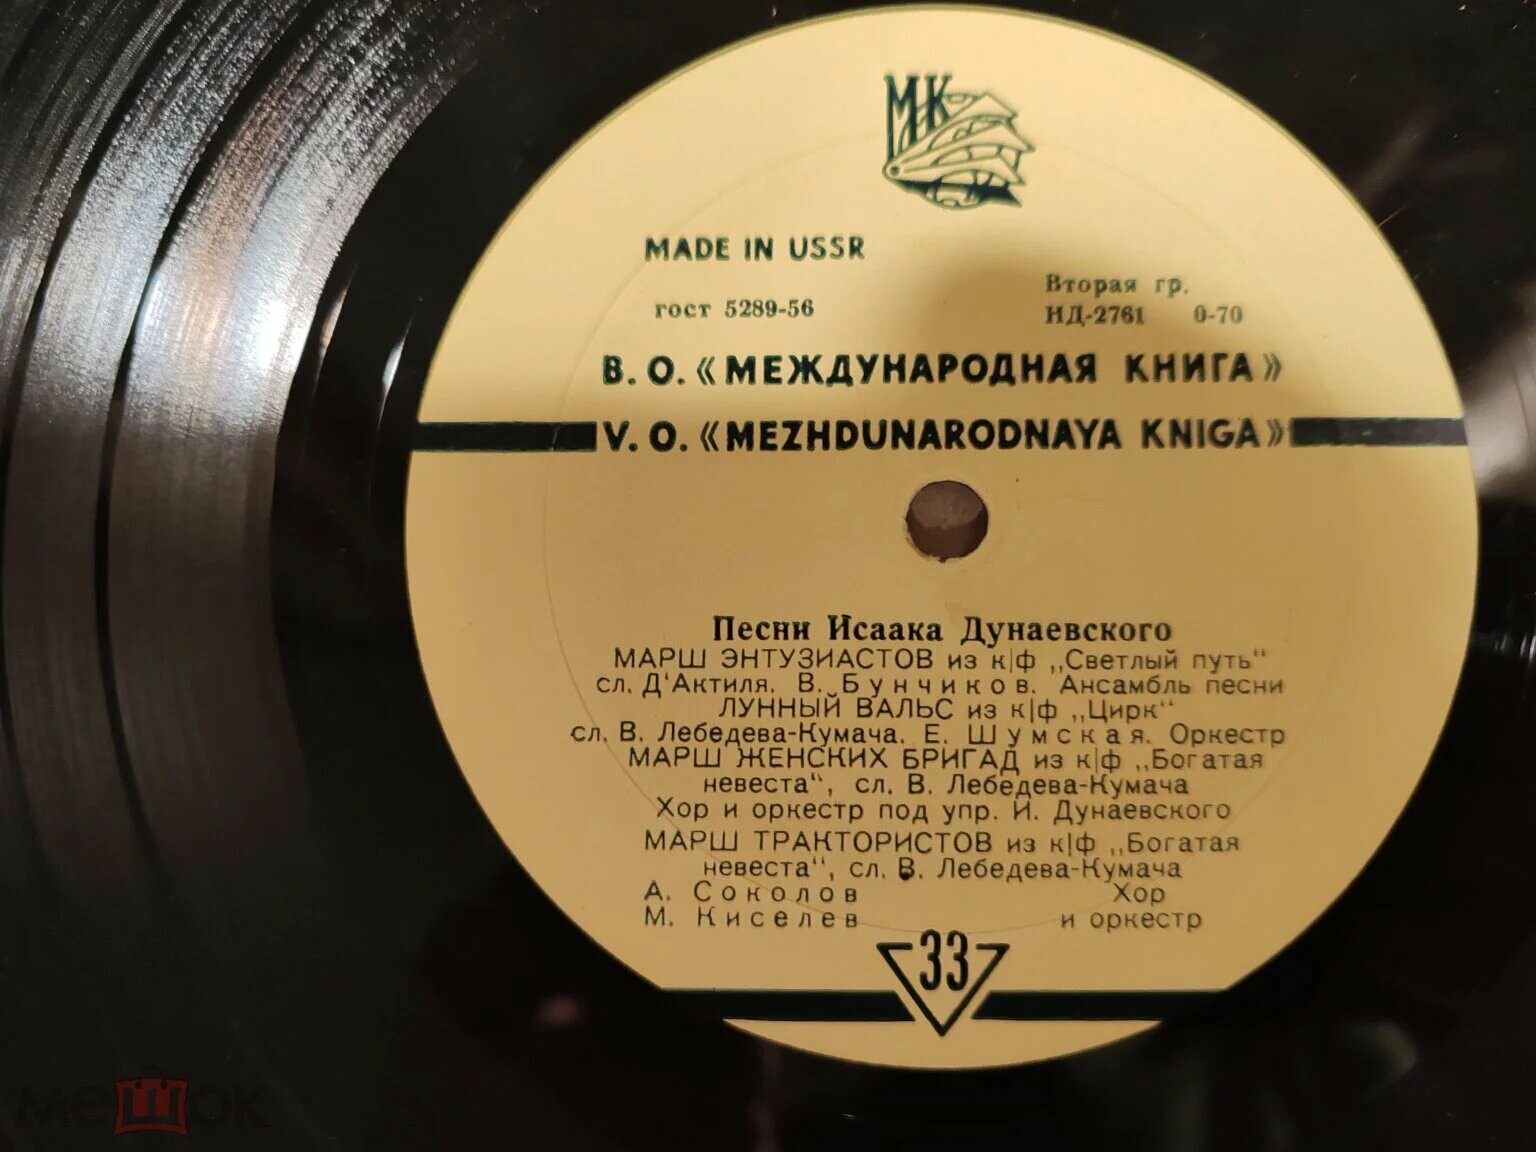 МК
MADE IN USSR
гост 5289-56
Вторая гр.
НД-2761 0-70
В. О. «МЕЖДУНАРОДНАЯ КНИГА»
V. O. «MEZHDUNARODNAYA KNIGA»
Песни Исаака Дунаевского
МАРШ ЭНТУЗИАСТОВ из к|ф „Светлый путь“
сл. Д'Актиля. В. Бунчиков. Ансамбль песни
ЛУННЫЙ ВАЛЬС из к|ф „Цирк“
сл. В. Лебедева-Кумача. Е. Шумская. Оркестр
МАРШ ЖЕНСКИХ БРИГАД из к|ф „Богатая
невеста“, сл. В. Лебедева-Кумача
Хор и оркестр под упр. И. Дунаевского
МАРШ ТРАКТОРИСТОВ из к|ф „Богатая
невеста“, сл. В. Лебедева-Кумача
А. Соколов Хор
М. Киселев и оркестр
33
мешок